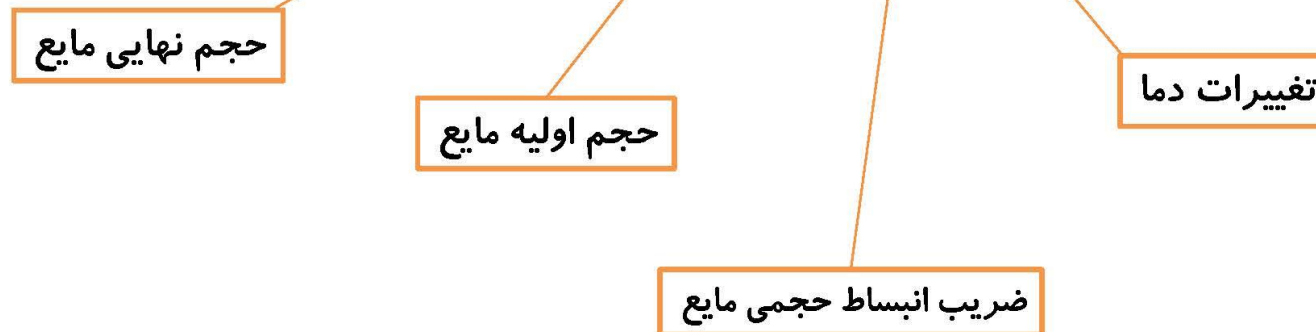 حجم نهایی مایع
تغییرات دما
حجم اولیه مایع
ضریب انبساط حجمی مایع